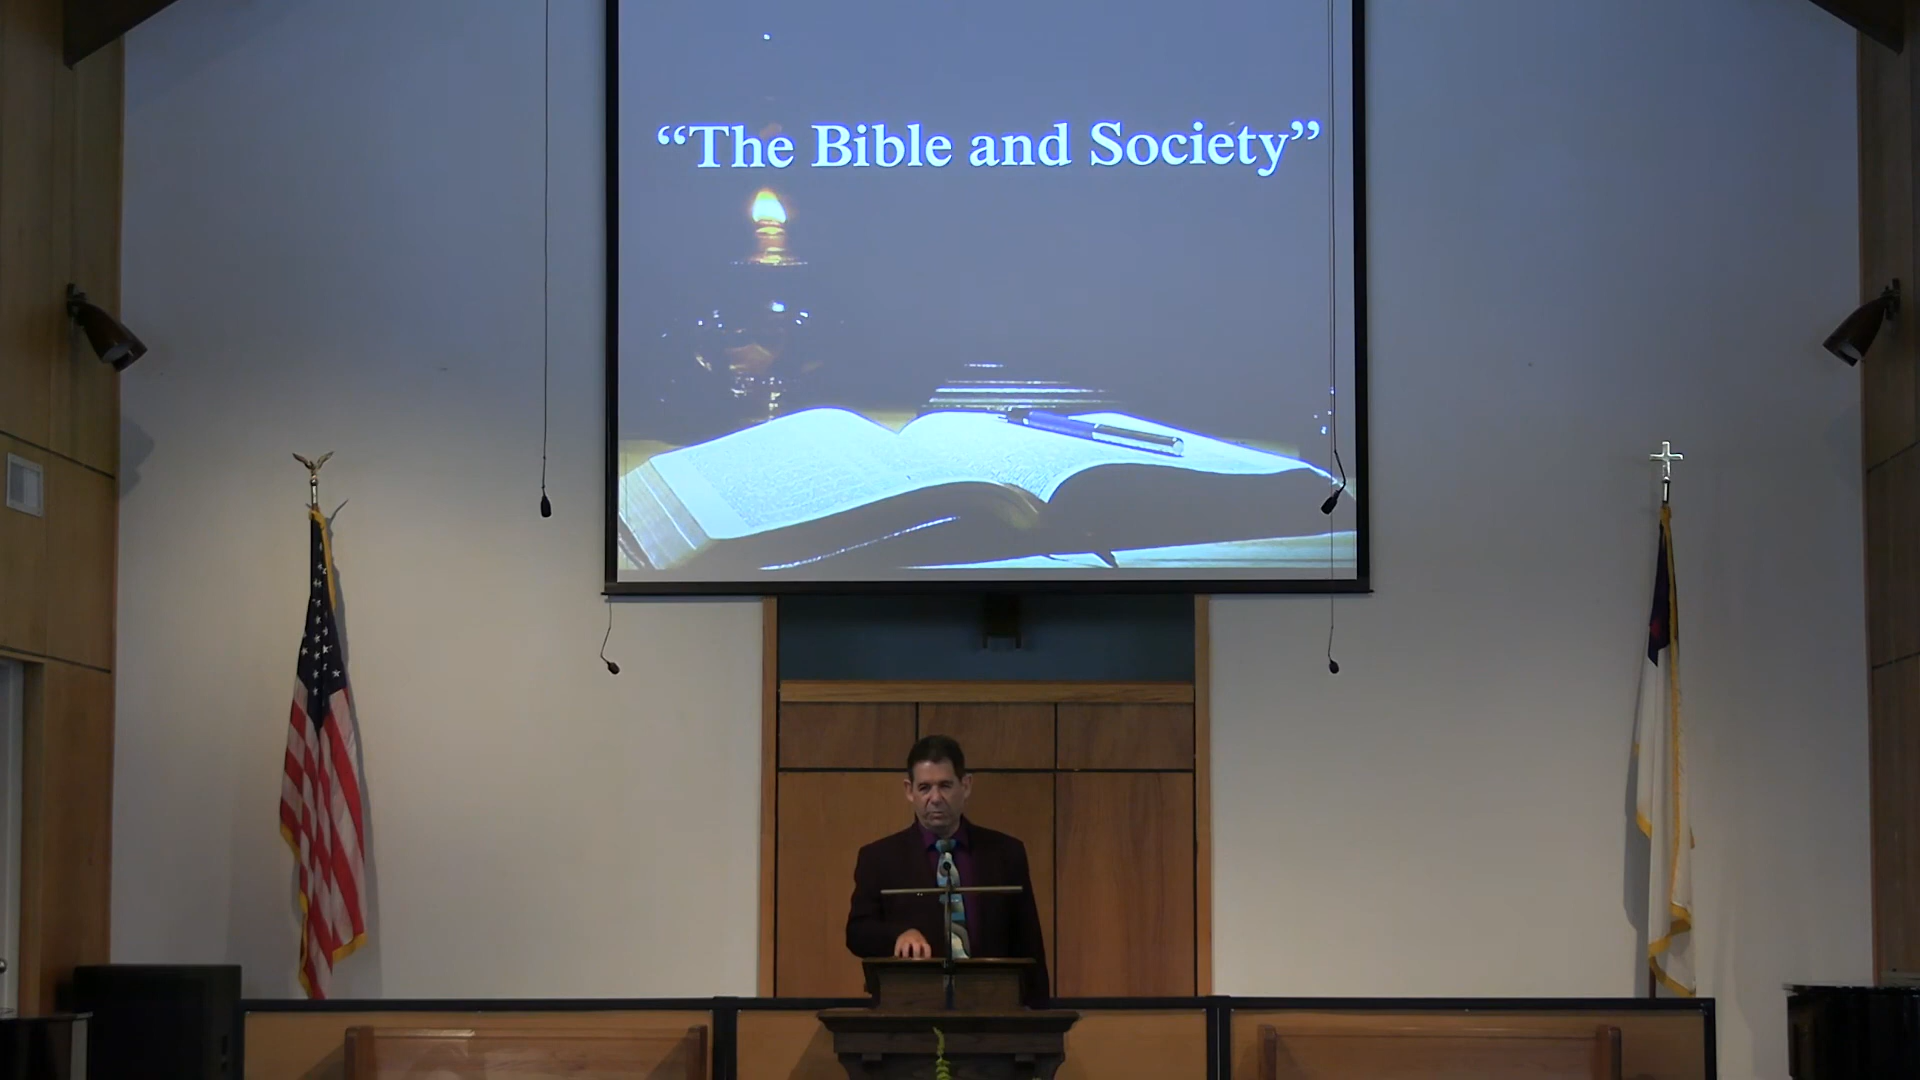 “The Bible and Society”